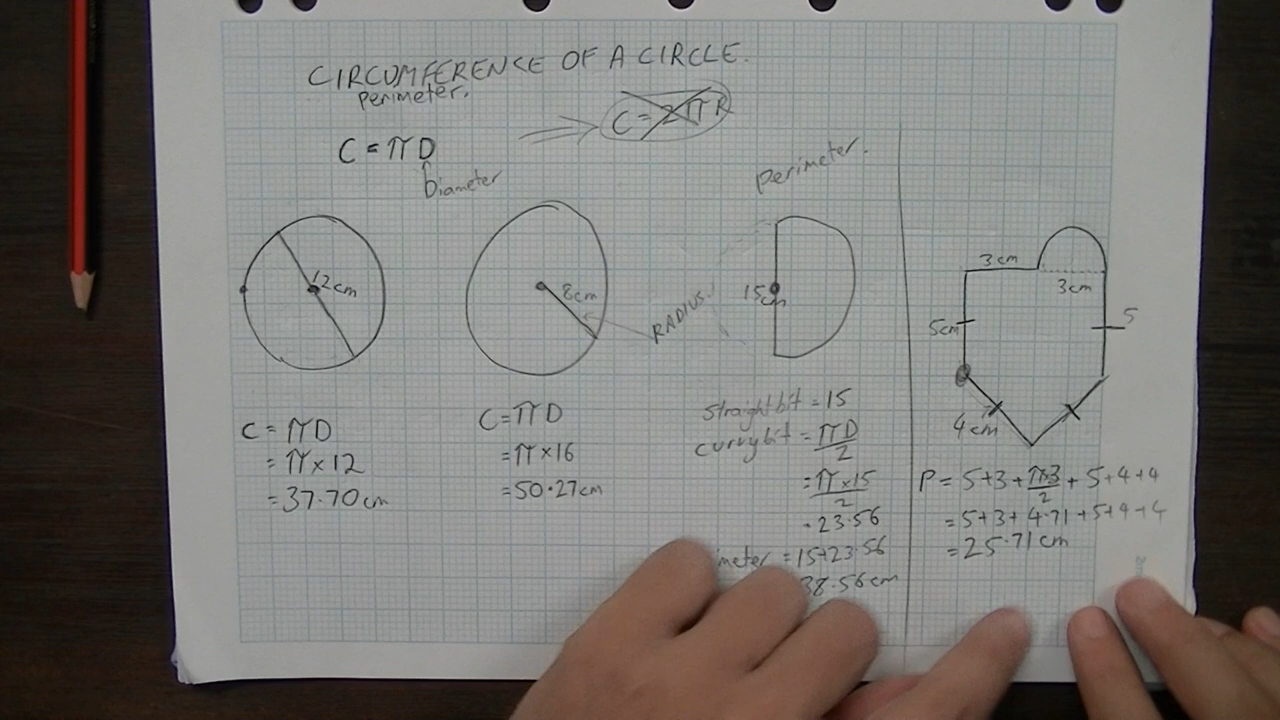 CIRCUMFERENCE OF A CIRCLE.
perimeter.
C = πD
C = 2πR
Diameter
perimeter.
12cm
8cm
RADIUS.
15cm
3cm
3cm
5cm
5
4cm
C = πD
= π×12
= 37.70cm
C = πD
= π×16
= 50.27cm
Straight bit = 15
curvy bit = πD/2
= π×15/2
= 23.56
meter = 15+23.56
38.56cm
P = 5+3+π×3/2+5+4+4
= 5+3+4.71+5+4+4
= 25.71cm